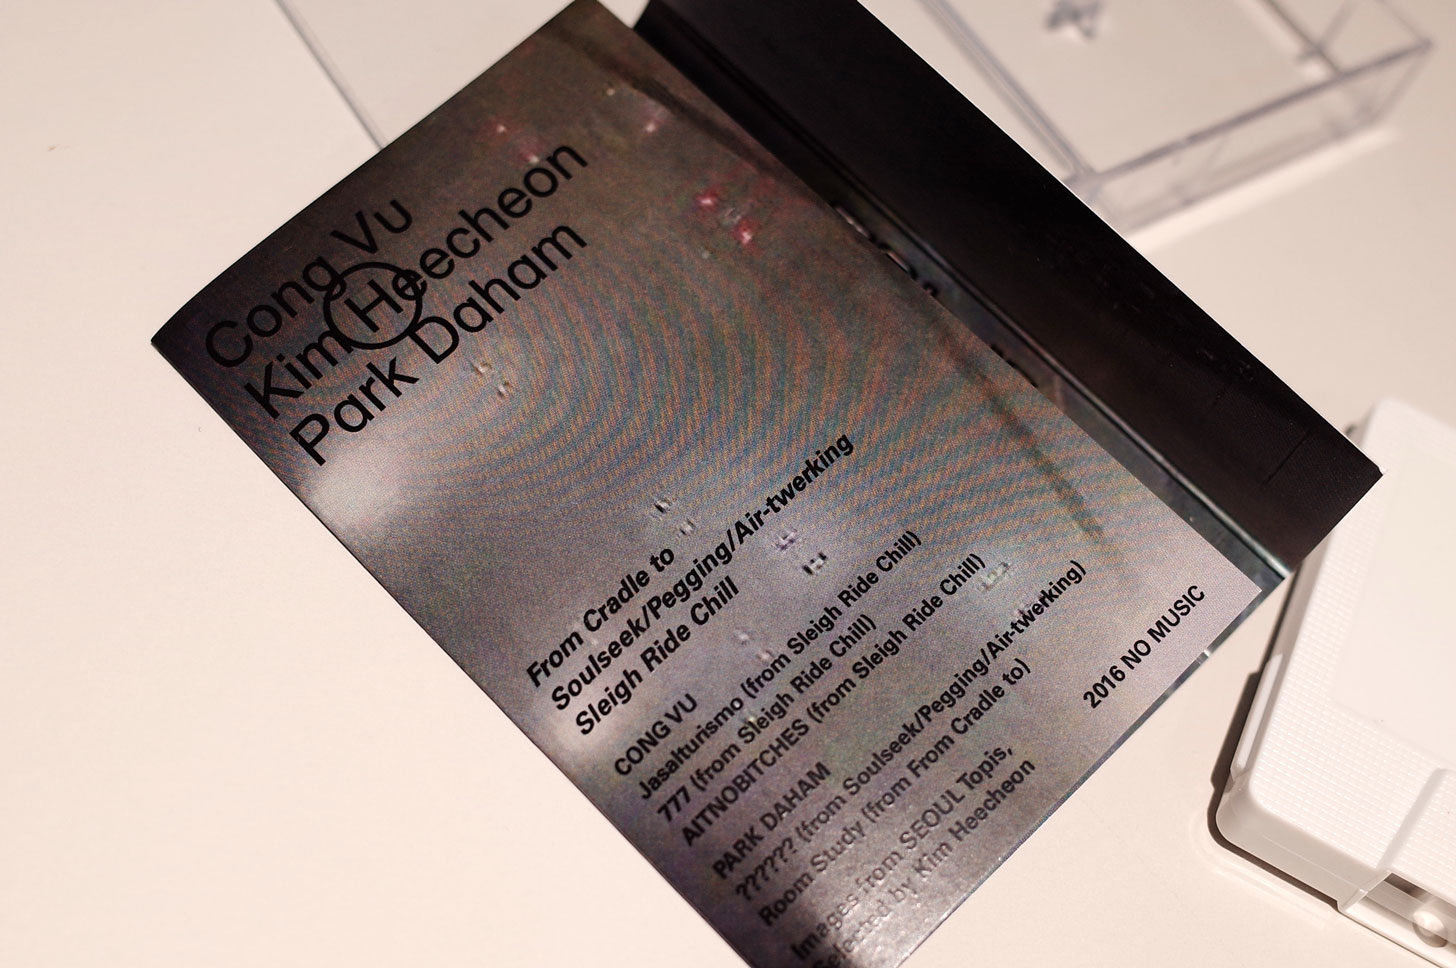 Cong Vu
Kim Heecheon
Park Daham
From Cradle to
Soulseek/Pegging/Air-twerking
Sleigh Ride Chill
CONG VU
Jasalturismo (from Sleigh Ride Chill)
777 (from Sleigh Ride Chill)
AITNOBITCHES (from Sleigh Ride Chill)
PARK DAHAM
?????? (from Soulseek/Pegging/Air-twerking)
Room Study (from From Cradle to)
Images from SEOUL Topis,
Selected by Kim Heecheon
2016 NO MUSIC